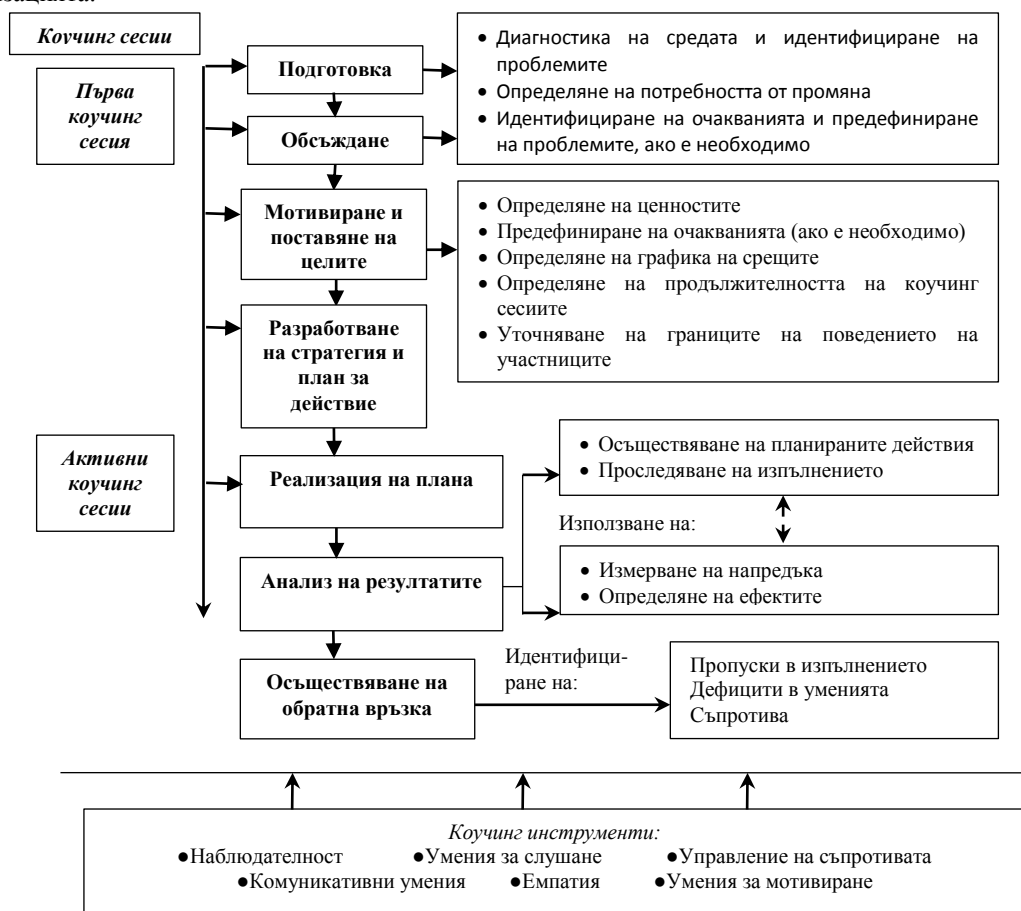 Коучинг сесии
Първа
коучинг
сесия
Подготовка
• Диагностика на средата и идентифициране на
проблемите
• Определяне на потребността от промяна
• Идентифициране на очакванията и предефиниране
на проблемите, ако е необходимо
Обсъждане
Мотивиране и
поставяне на
целите
• Определяне на ценностите
• Предефиниране на очакванията (ако е необходимо)
• Определяне на графика на срещите
• Определяне на продължителността на коучинг
сесиите
• Уточняване на границите на поведението на
участниците
Разработване
на стратегия и
план за
действие
Активни
коучинг
сесии
Реализация на плана
• Осъществяване на планираните действия
• Проследяване на изпълнението
Използване на:
Анализ на резултатите
• Измерване на напредъка
• Определяне на ефектите
Осъществяване на
обратна връзка
Идентифици-
ране на:
Пропуски в изпълнението
Дефицити в уменията
Съпротива
Коучинг инструменти:
●Наблюдателност ●Умения за слушане ●Управление на съпротивата
●Комуникативни умения ●Емпатия ●Умения за мотивиране